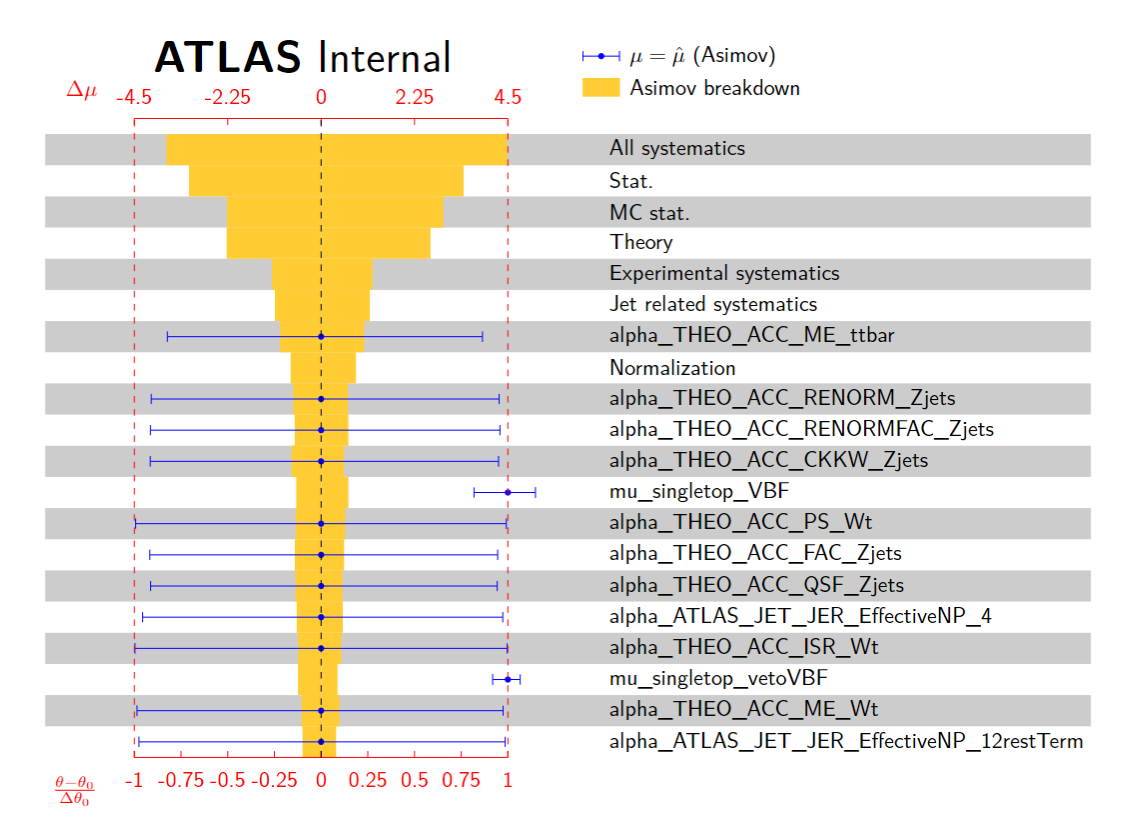 ATLAS Internal
μ = μ̂ (Asimov)
Asimov breakdown
Δμ -4.5 -2.25 0 2.25 4.5
All systematics
Stat.
MC stat.
Theory
Experimental systematics
Jet related systematics
alpha_THEO_ACC_ME_ttbar
Normalization
alpha_THEO_ACC_RENORM_Zjets
alpha_THEO_ACC_RENORMFAC_Zjets
alpha_THEO_ACC_CKKW_Zjets
mu_singletop_VBF
alpha_THEO_ACC_PS_Wt
alpha_THEO_ACC_FAC_Zjets
alpha_THEO_ACC_QSF_Zjets
alpha_ATLAS_JET_JER_EffectiveNP_4
alpha_THEO_ACC_ISR_Wt
mu_singletop_vetoVBF
alpha_THEO_ACC_ME_Wt
alpha_ATLAS_JET_JER_EffectiveNP_12restTerm
θ−θ₀
Δθ₀
-1 -0.75 -0.5 -0.25 0 0.25 0.5 0.75 1